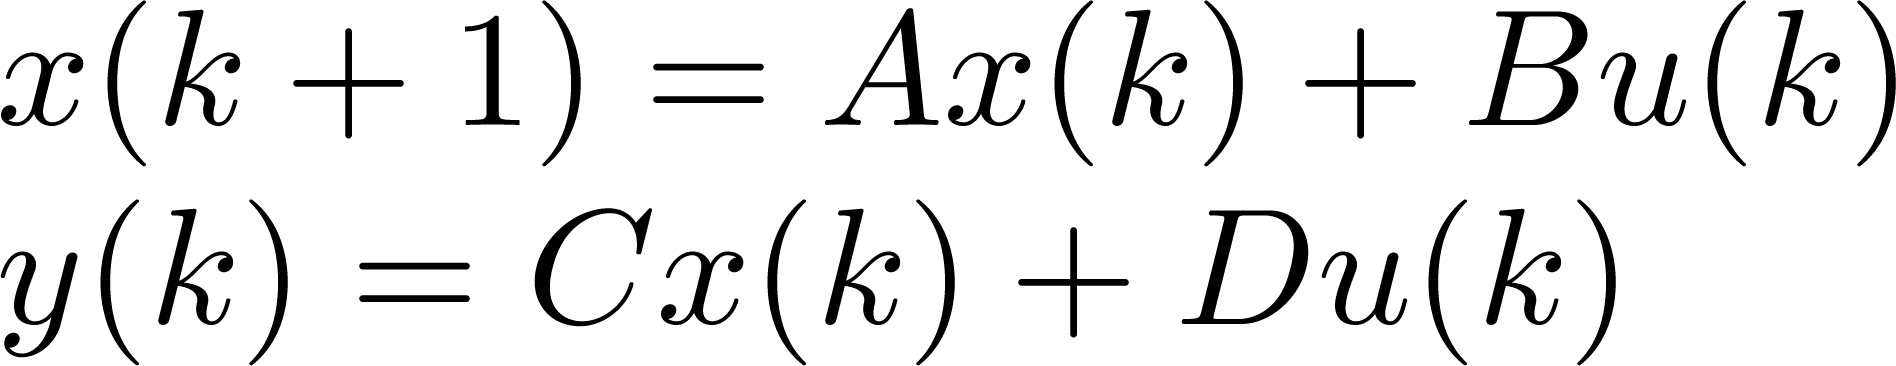 x(k + 1) = Ax(k) + Bu(k)
y(k) = Cx(k) + Du(k)